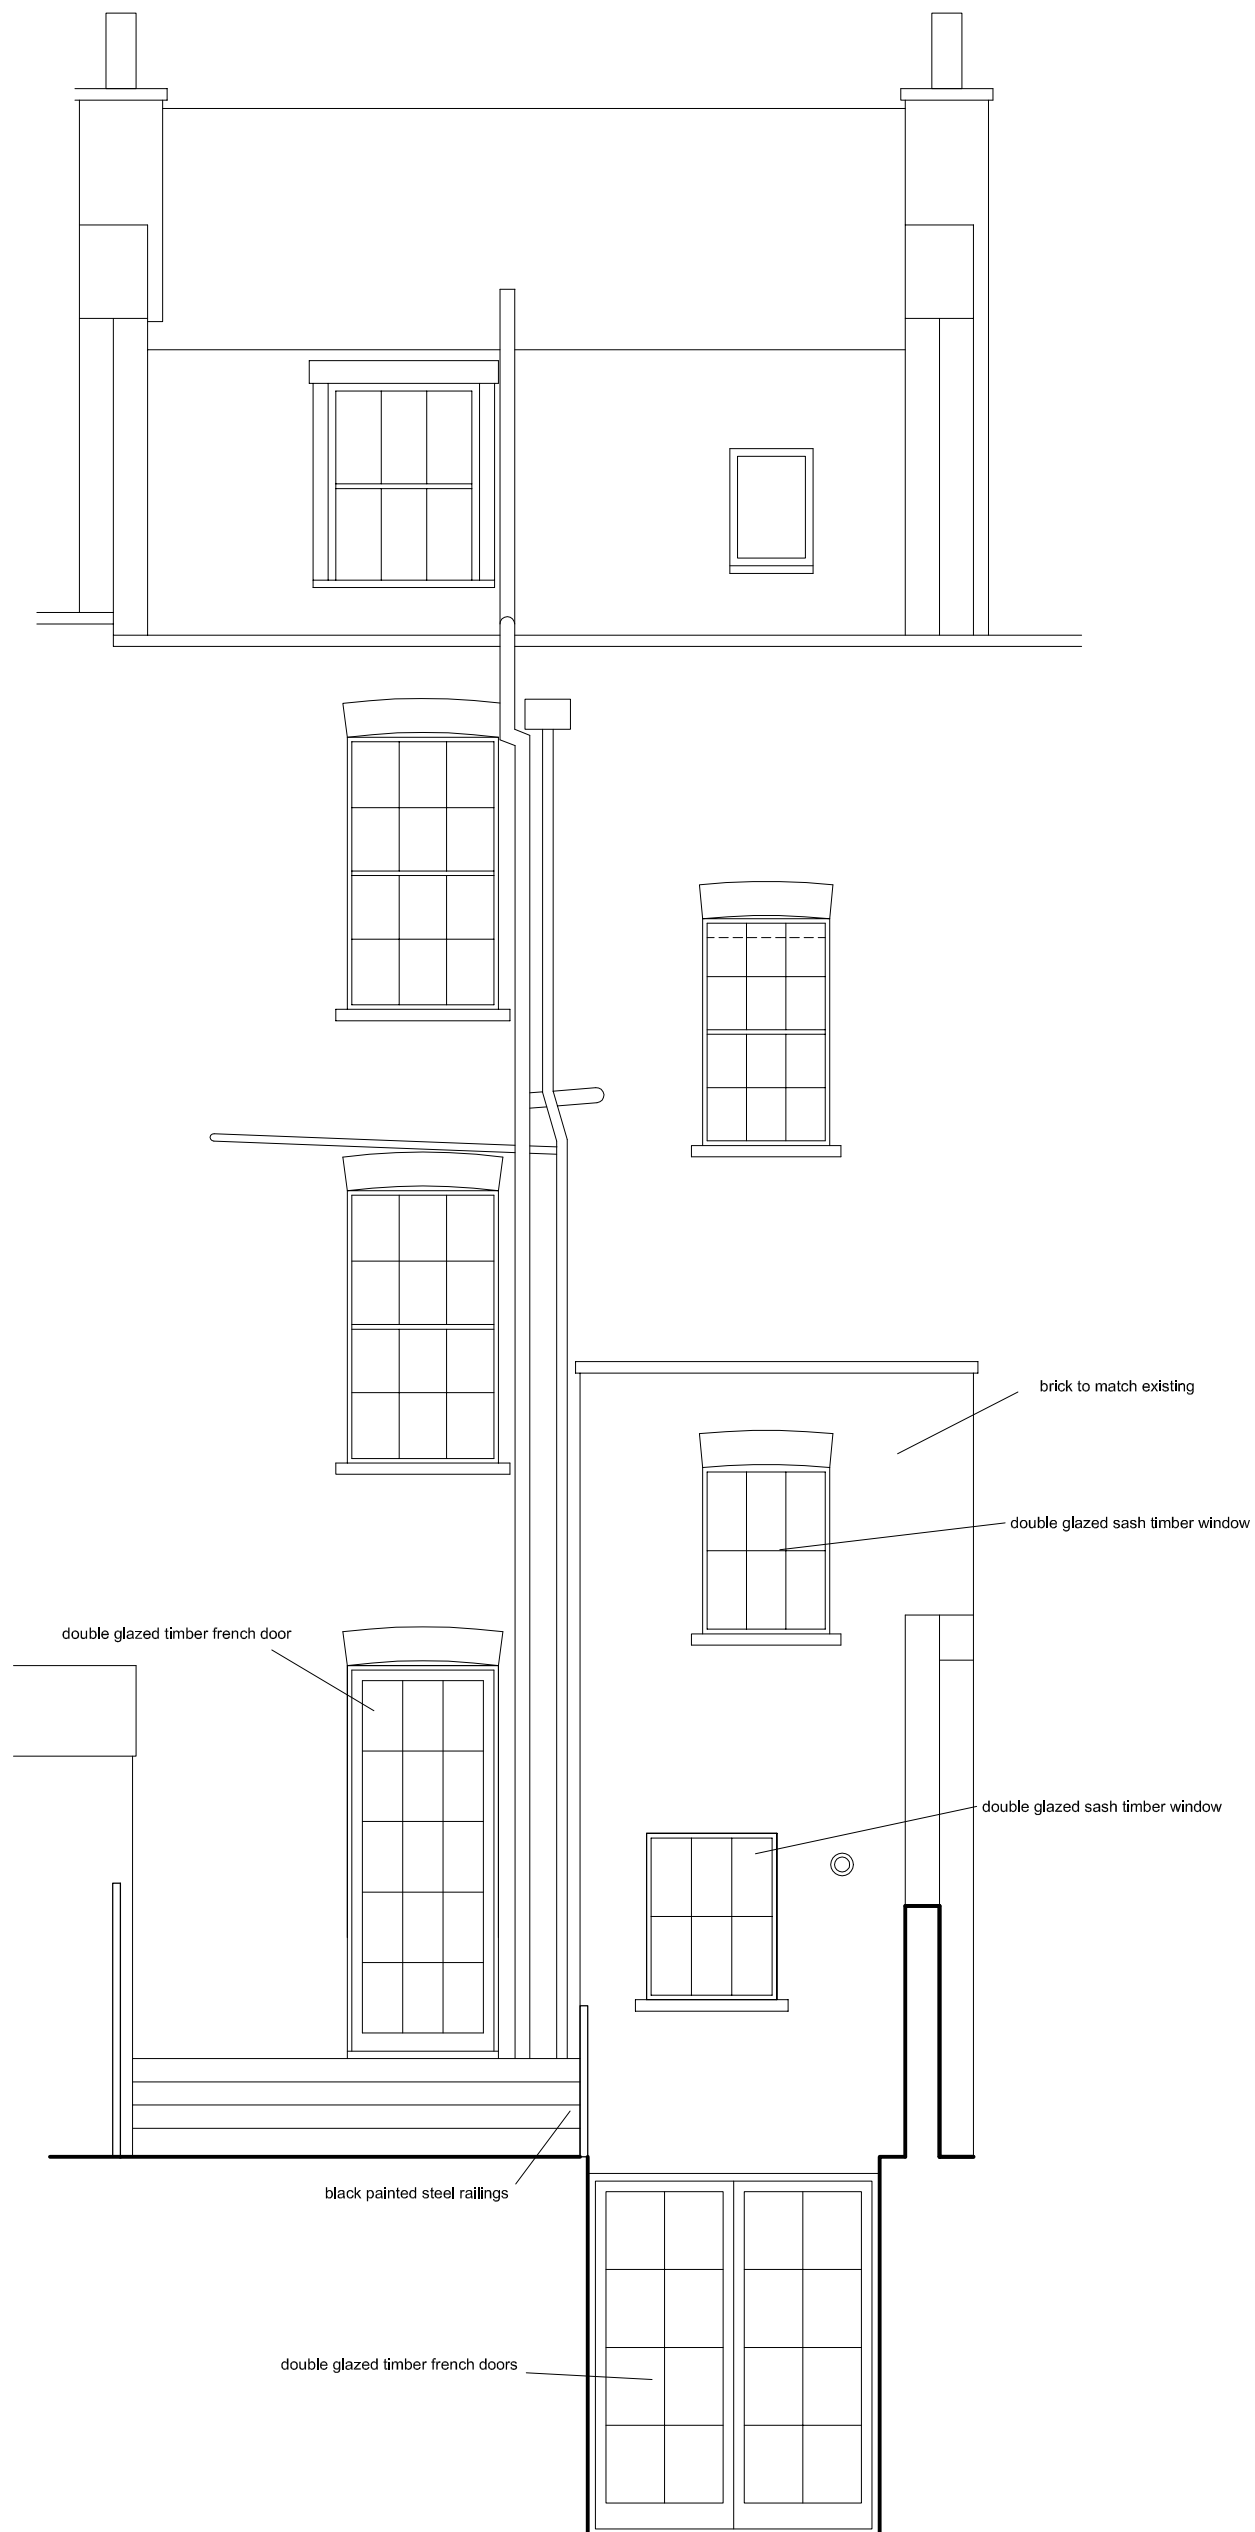 brick to match existing
double glazed sash timber window
double glazed timber french door
double glazed sash timber window
black painted steel railings
double glazed timber french doors